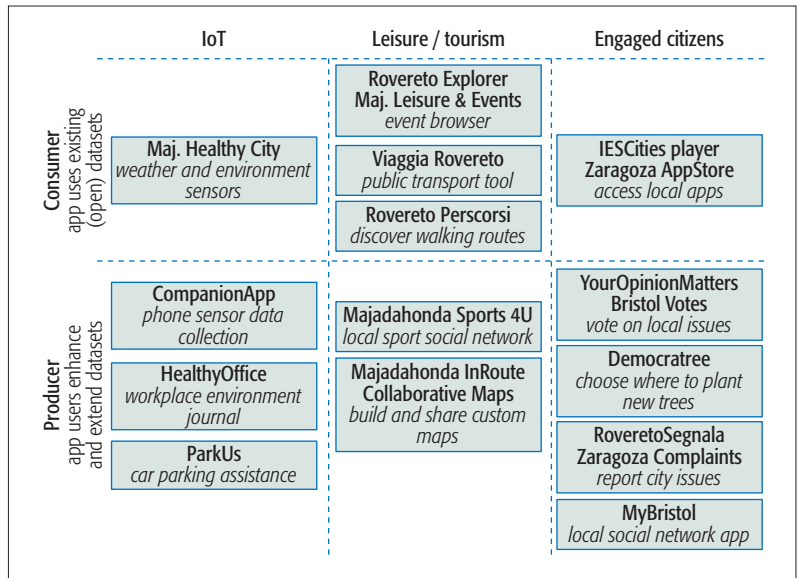 IoT
Leisure / tourism
Engaged citizens
Consumer
app uses existing
(open) datasets
Maj. Healthy City
weather and environment
sensors
Rovereto Explorer
Maj. Leisure & Events
event browser
Viaggia Rovereto
public transport tool
Rovereto Perscorsi
discover walking routes
IESCities player
Zaragoza AppStore
access local apps
Producer
app users enhance
and extend datasets
CompanionApp
phone sensor data
collection
HealthyOffice
workplace environment
journal
ParkUs
car parking assistance
Majadahonda Sports 4U
local sport social network
Majadahonda InRoute
Collaborative Maps
build and share custom
maps
YourOpinionMatters
Bristol Votes
vote on local issues
Democratree
choose where to plant
new trees
RoveretoSegnala
Zaragoza Complaints
report city issues
MyBristol
local social network app